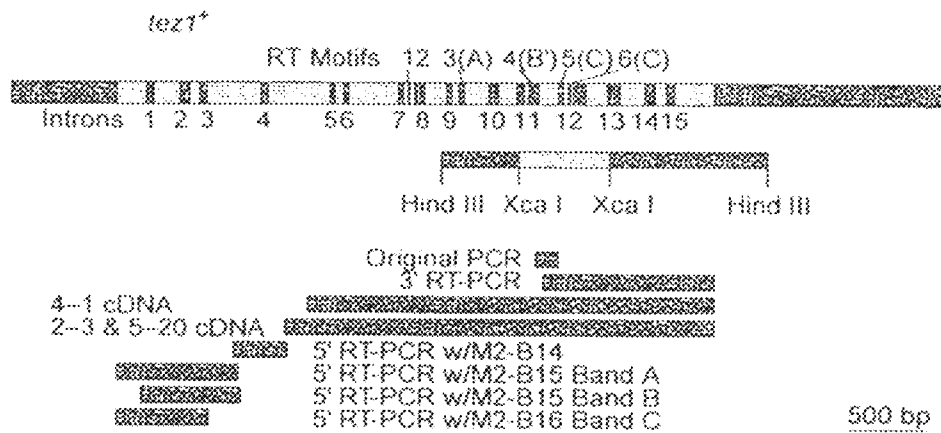 tez1+
RT Motifs 12 3(A) 4(B') 5(C) 6(C)
Introns 1 2 3 4 5 6 7 8 9 10 11 12 13 14 15
Hind III Xca I Xca I Hind III
Original PCR
3' RT-PCR
4--1 cDNA
2--3 & 5--20 cDNA
5' RT-PCR w/M2-B14
5' RT-PCR w/M2-B15 Band A
5' RT-PCR w/M2-B15 Band B
5' RT-PCR w/M2-B16 Band C
500 bp